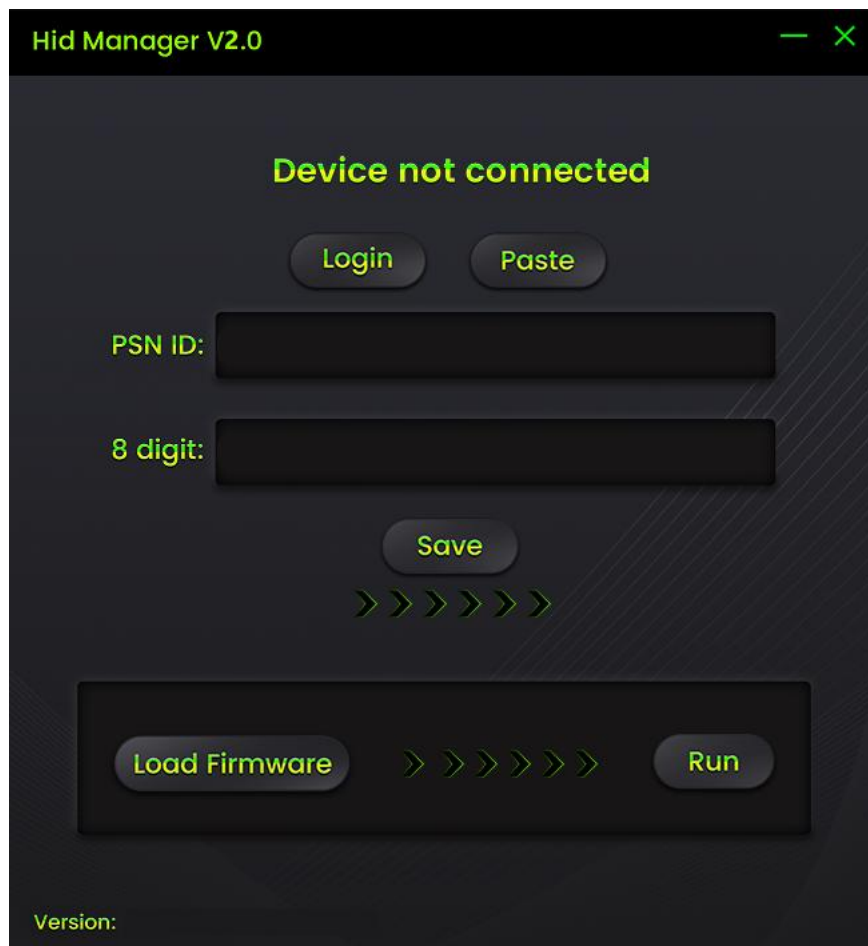 Hid Manager V2.0
Device not connected
Login Paste
PSN ID:
8 digit:
Save
Load Firmware Run
Version: